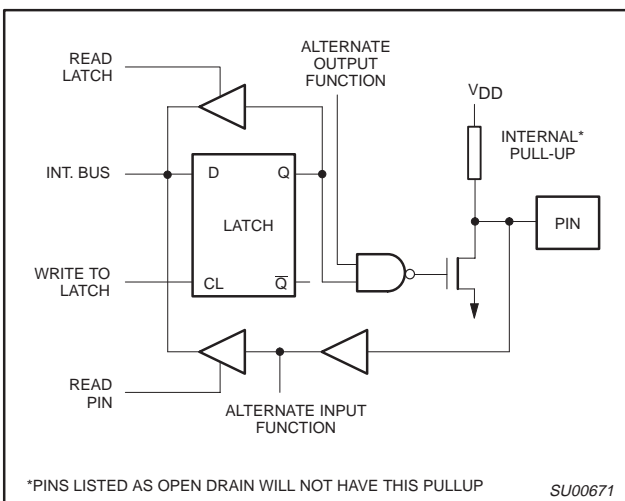 READ
LATCH
ALTERNATE
OUTPUT
FUNCTION
VDD
INTERNAL*
PULL-UP
INT. BUS
D
Q
LATCH
PIN
WRITE TO
LATCH
CL
Q̅
READ
PIN
ALTERNATE INPUT
FUNCTION
*PINS LISTED AS OPEN DRAIN WILL NOT HAVE THIS PULLUP
SU00671